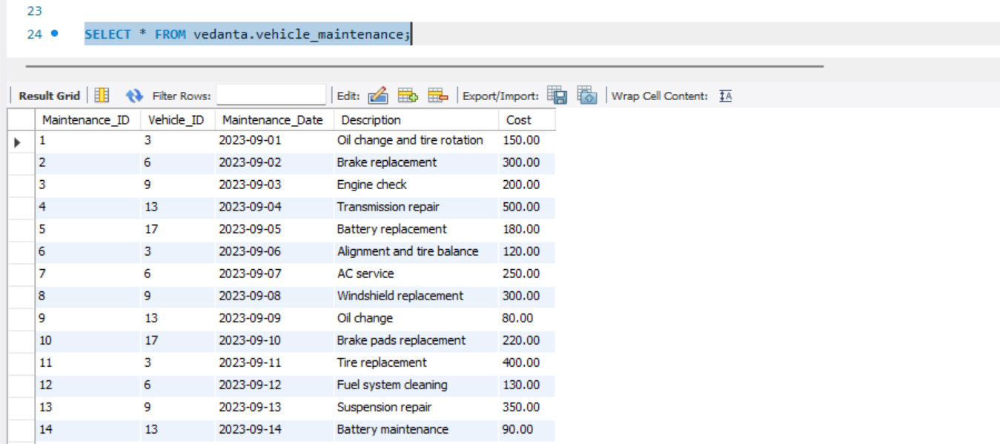 23
24 SELECT * FROM vedanta.vehicle_maintenance;
Result Grid Filter Rows: Edit: Export/Import: Wrap Cell Content: IA
Maintenance_ID Vehicle_ID Maintenance_Date Description Cost
1 3 2023-09-01 Oil change and tire rotation 150.00
2 6 2023-09-02 Brake replacement 300.00
3 9 2023-09-03 Engine check 200.00
4 13 2023-09-04 Transmission repair 500.00
5 17 2023-09-05 Battery replacement 180.00
6 3 2023-09-06 Alignment and tire balance 120.00
7 6 2023-09-07 AC service 250.00
8 9 2023-09-08 Windshield replacement 300.00
9 13 2023-09-09 Oil change 80.00
10 17 2023-09-10 Brake pads replacement 220.00
11 3 2023-09-11 Tire replacement 400.00
12 6 2023-09-12 Fuel system cleaning 130.00
13 9 2023-09-13 Suspension repair 350.00
14 13 2023-09-14 Battery maintenance 90.00